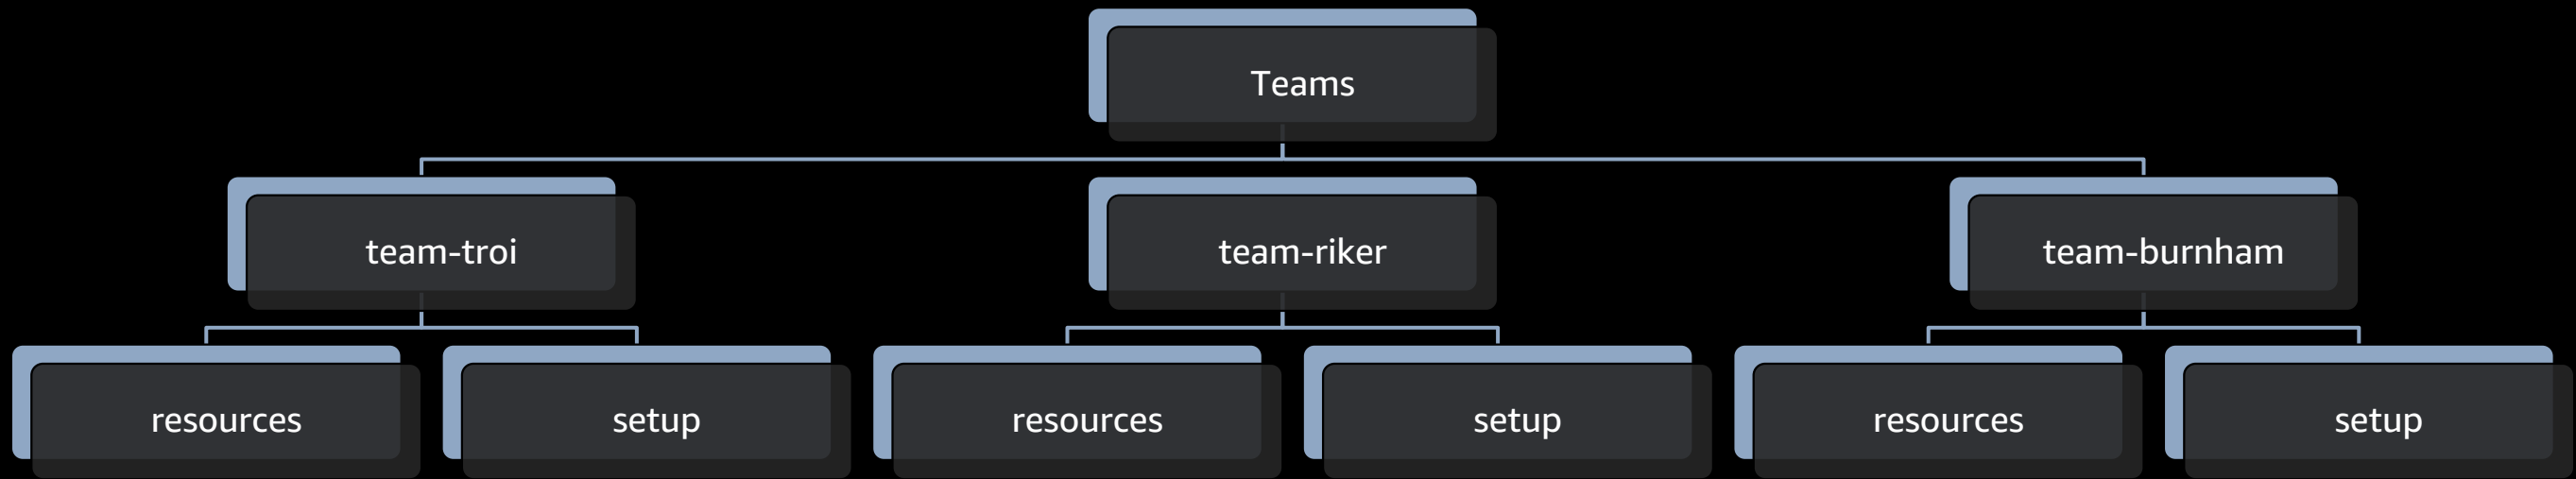 Teams
team-troi
team-riker
team-burnham
resources
setup
resources
setup
resources
setup